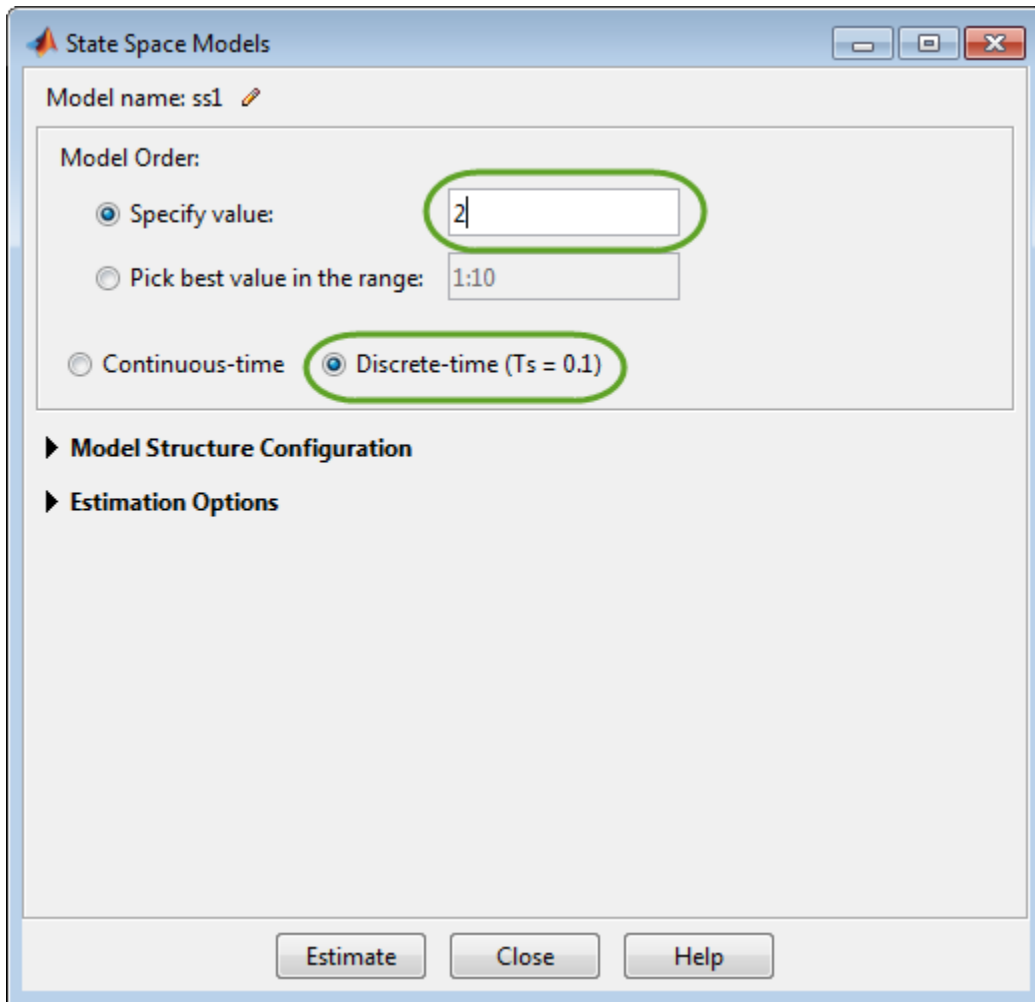 State Space Models
Model name: ss1
Model Order:
Specify value: 2
Pick best value in the range: 1:10
Continuous-time Discrete-time (Ts = 0.1)
Model Structure Configuration
Estimation Options
Estimate Close Help